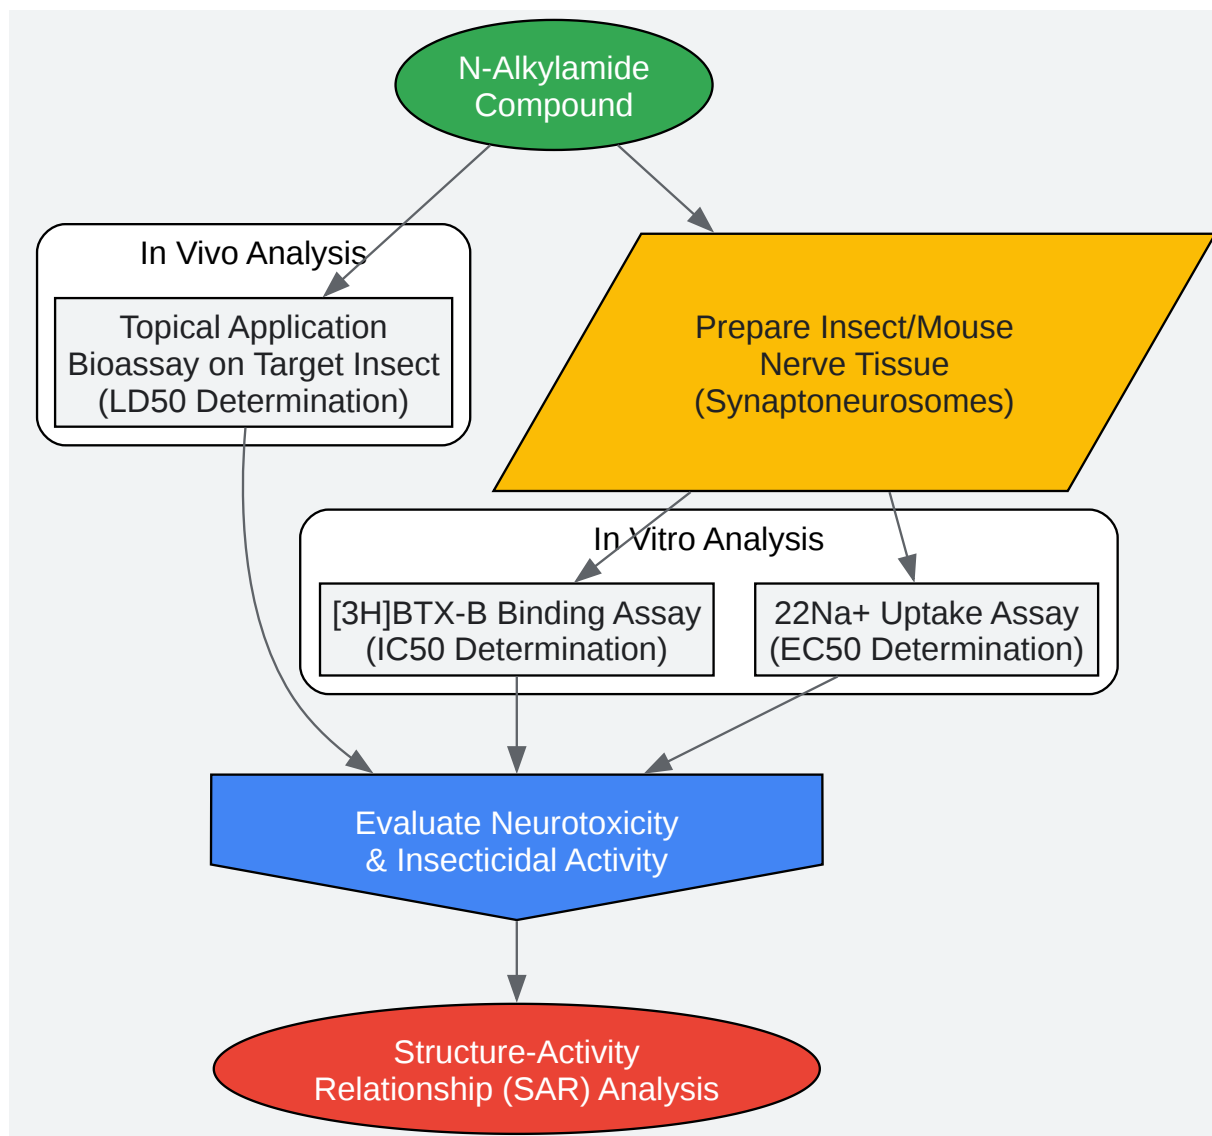 N-Alkylamide
Compound
In Vivo Analysis
Topical Application
Bioassay on Target Insect
(LD50 Determination)
Prepare Insect/Mouse
Nerve Tissue
(Synaptoneurosomes)
In Vitro Analysis
[3H]BTX-B Binding Assay
(IC50 Determination)
22Na+ Uptake Assay
(EC50 Determination)
Evaluate Neurotoxicity
& Insecticidal Activity
Structure-Activity
Relationship (SAR) Analysis